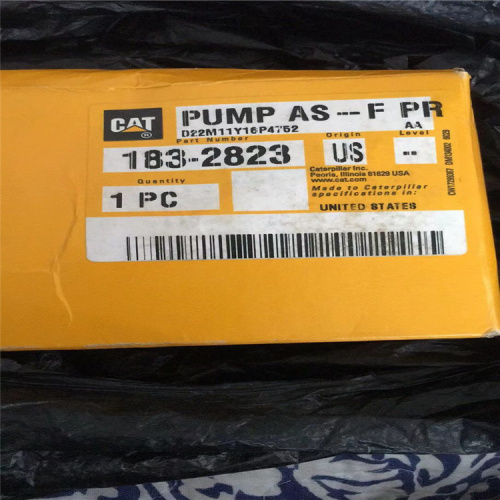 CAT®
PUMP AS---F PR
D22M11Y16P4752
AA
Part Number
Origin
Level
183-2823
US
--
Caterpillar Inc.
Peoria, Illinois 61629 USA
www.cat.com
Quantity
Made to Caterpillar
specifications in:
1 PC
UNITED STATES